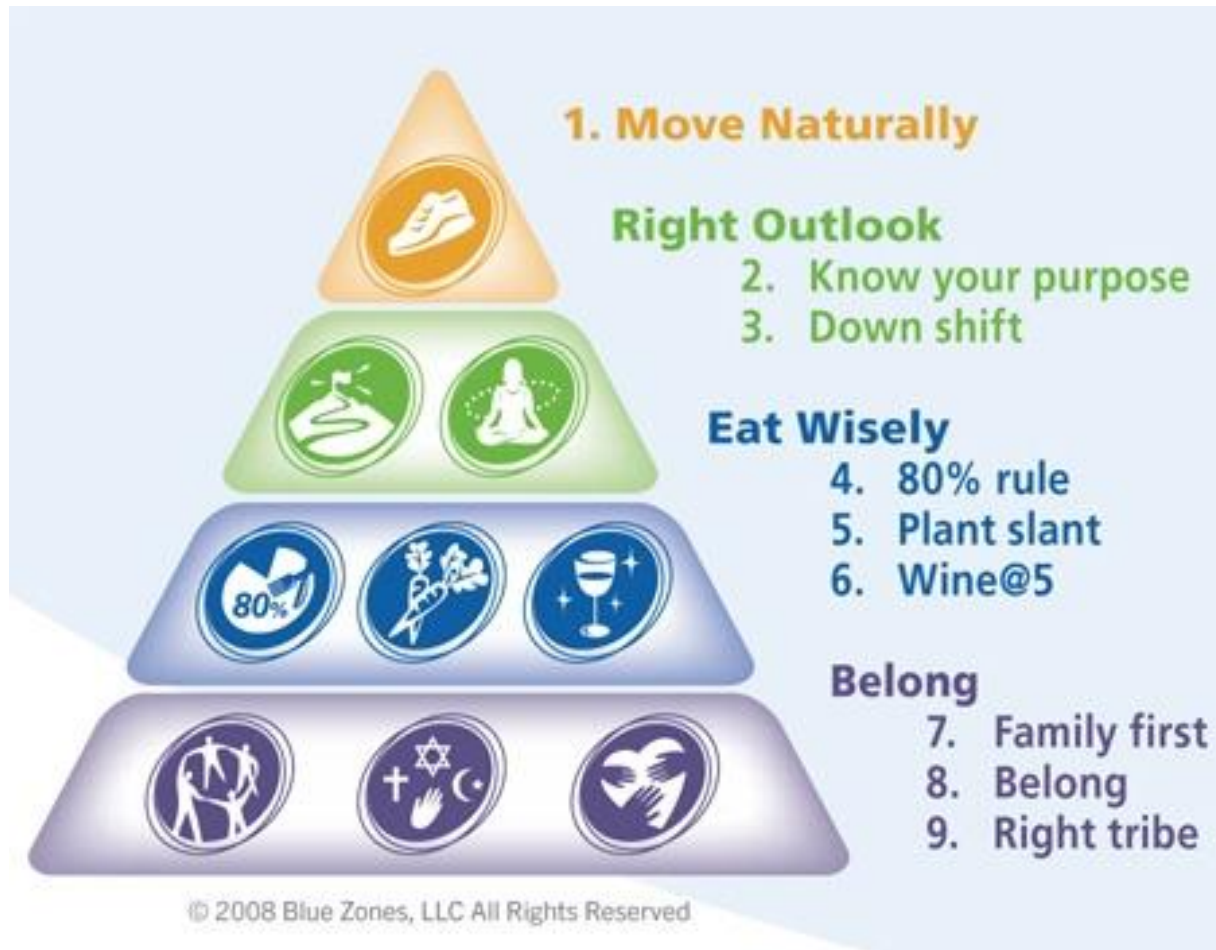 1. Move Naturally
Right Outlook
2. Know your purpose
3. Down shift
Eat Wisely
4. 80% rule
5. Plant slant
6. Wine@5
80%
Belong
7. Family first
8. Belong
9. Right tribe
© 2008 Blue Zones, LLC All Rights Reserved